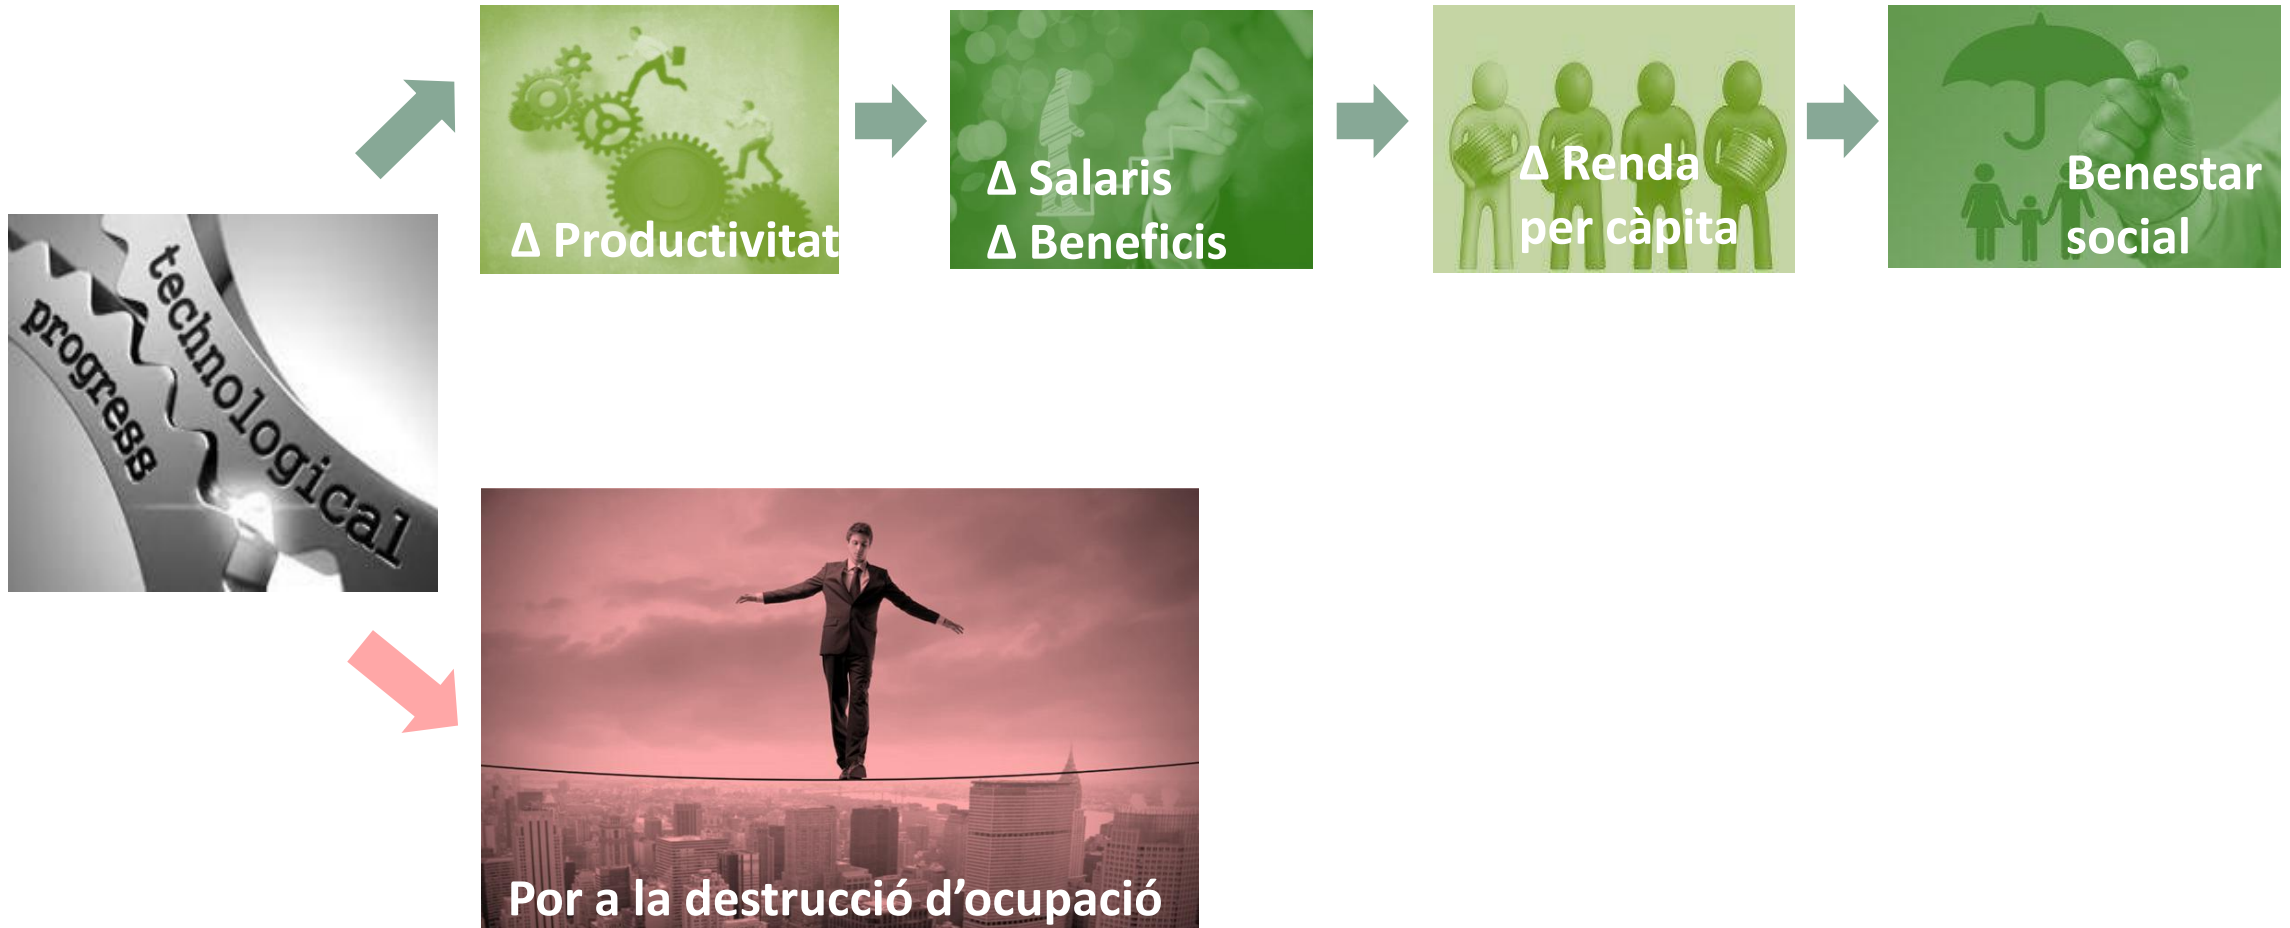 Δ Productivitat
Δ Salaris
Δ Beneficis
Δ Renda
per càpita
Benestar
social
technological
progress
Por a la destrucció d’ocupació